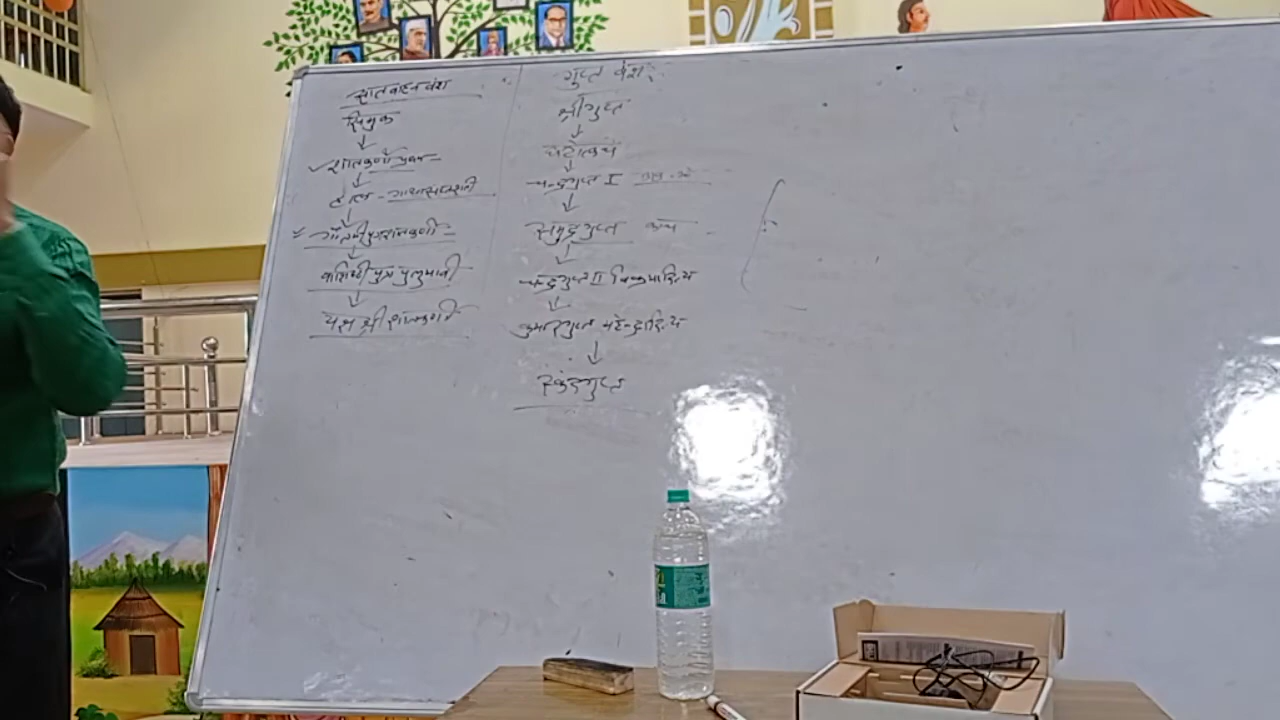 सातवाहन वंश
सिमुक
↓
शातकर्णी प्रथम
↓
हाल - गाथासप्तशती
↓
गौतमीपुत्र शातकर्णी
↓
वाशिष्ठी पुत्र पुलुमावी
↓
यज्ञ श्री शातकर्णी
गुप्त वंश:
श्रीगुप्त
↓
घटोत्कच
↓
चन्द्रगुप्त I
↓
समुद्रगुप्त
↓
चन्द्रगुप्त II विक्रमादित्य
↓
कुमारगुप्त महेन्द्रादित्य
↓
स्कंदगुप्त